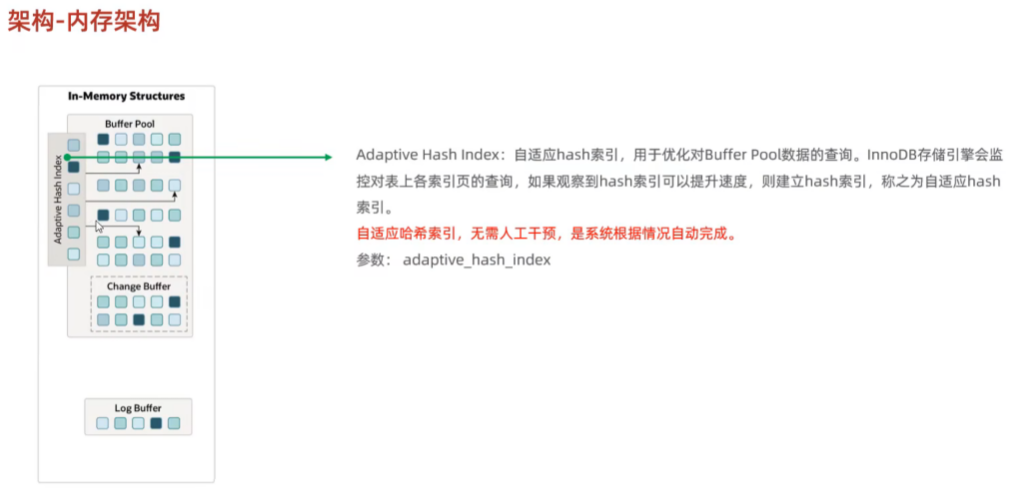 架构-内存架构
In-Memory Structures
Buffer Pool
Adaptive Hash Index
Change Buffer
Log Buffer
Adaptive Hash Index：自适应hash索引，用于优化对Buffer Pool数据的查询。InnoDB存储引擎会监
控对表上各索引页的查询，如果观察到hash索引可以提升速度，则建立hash索引，称之为自适应hash
索引。
自适应哈希索引，无需人工干预，是系统根据情况自动完成。
参数： adaptive_hash_index